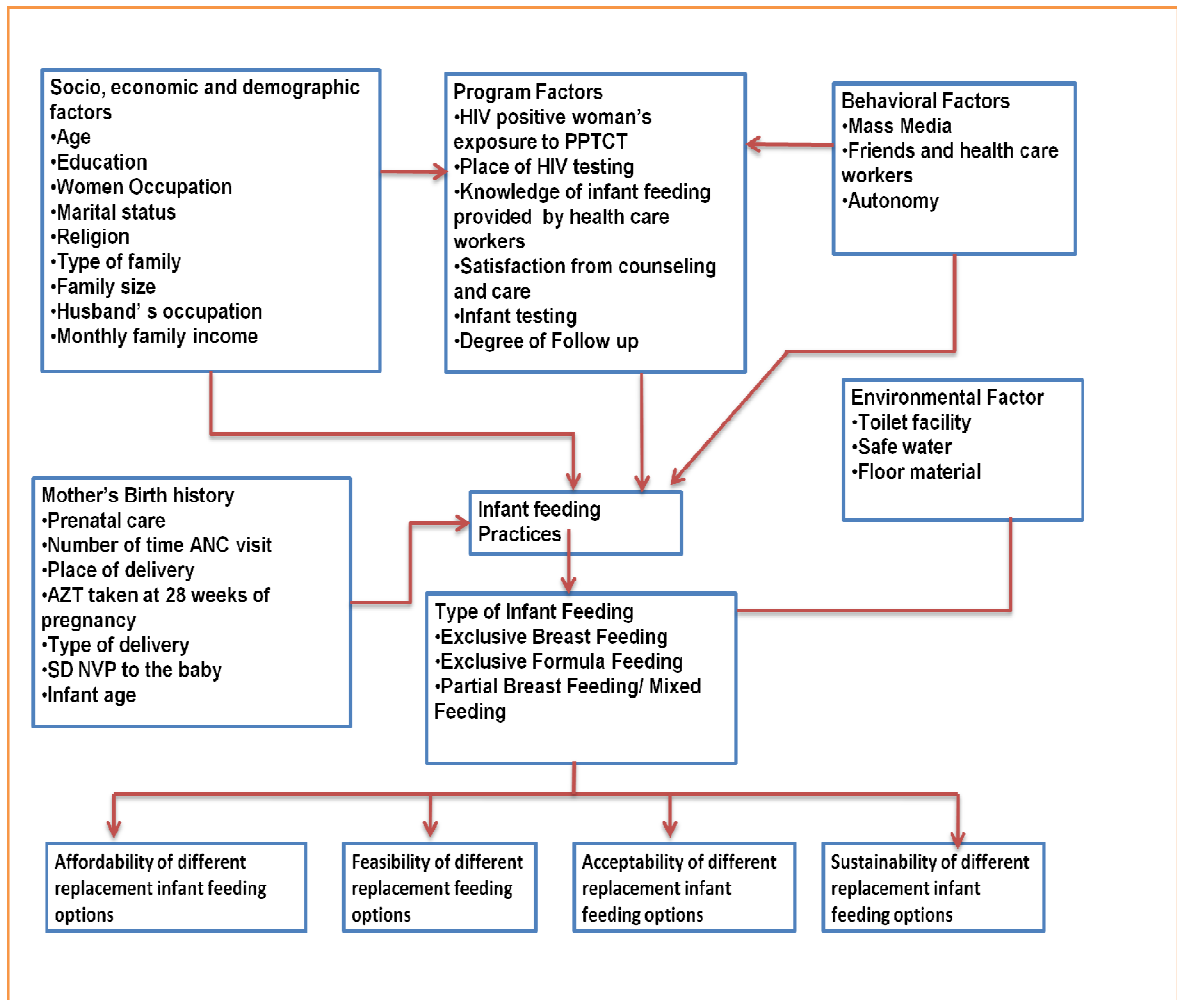 Socio, economic and demographic
factors
•Age
•Education
•Women Occupation
•Marital status
•Religion
•Type of family
•Family size
•Husband' s occupation
•Monthly family income
Program Factors
•HIV positive woman's
exposure to PPTCT
•Place of HIV testing
•Knowledge of infant feeding
provided by health care
workers
•Satisfaction from counseling
and care
•Infant testing
•Degree of Follow up
Behavioral Factors
•Mass Media
•Friends and health care
workers
•Autonomy
Environmental Factor
•Toilet facility
•Safe water
•Floor material
Mother's Birth history
•Prenatal care
•Number of time ANC visit
•Place of delivery
•AZT taken at 28 weeks of
pregnancy
•Type of delivery
•SD NVP to the baby
•Infant age
Infant feeding
Practices
Type of Infant Feeding
•Exclusive Breast Feeding
•Exclusive Formula Feeding
•Partial Breast Feeding/ Mixed
Feeding
Affordability of different
replacement infant feeding
options
Feasibility of different
replacement feeding
options
Acceptability of different
replacement infant
feeding options
Sustainability of different
replacement infant
feeding options